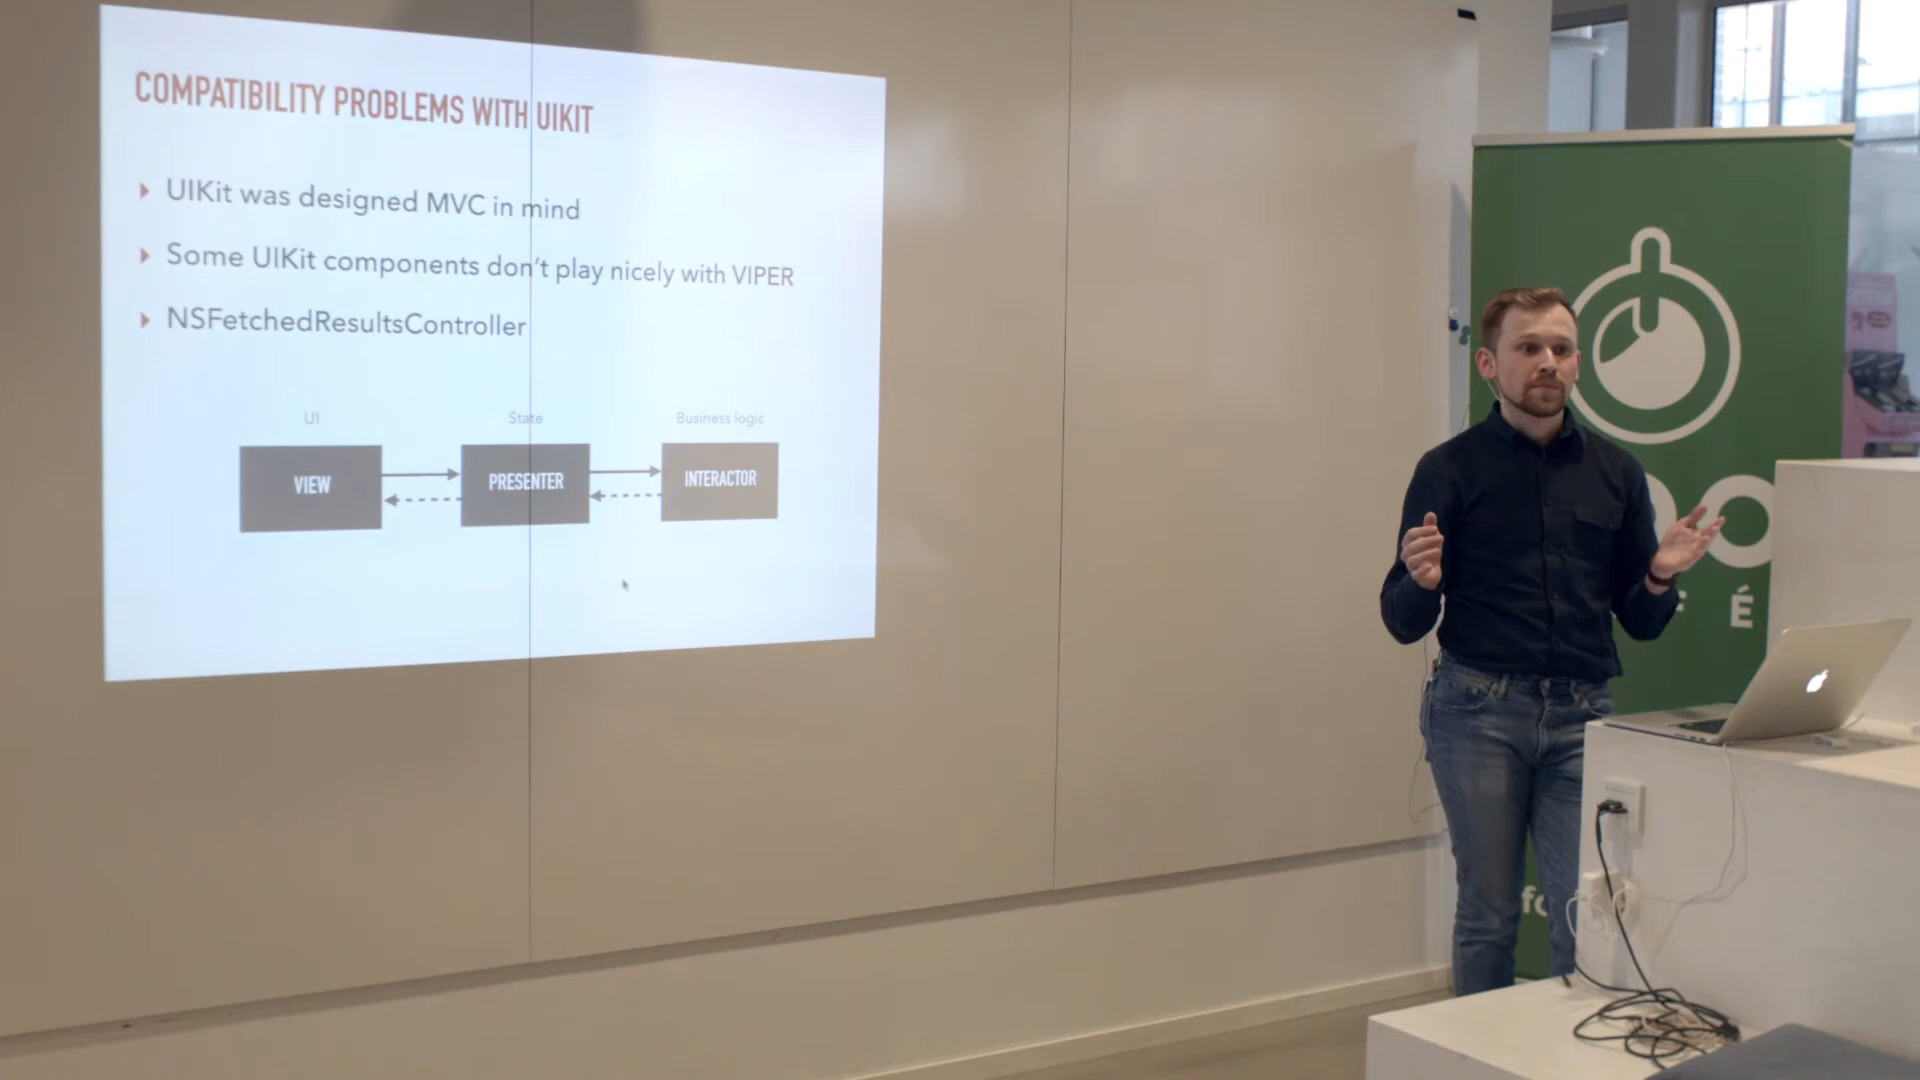 COMPATIBILITY PROBLEMS WITH UIKIT
UIKit was designed MVC in mind
Some UIKit components don't play nicely with VIPER
NSFetchedResultsController
UI State Business logic
VIEW PRESENTER INTERACTOR
É